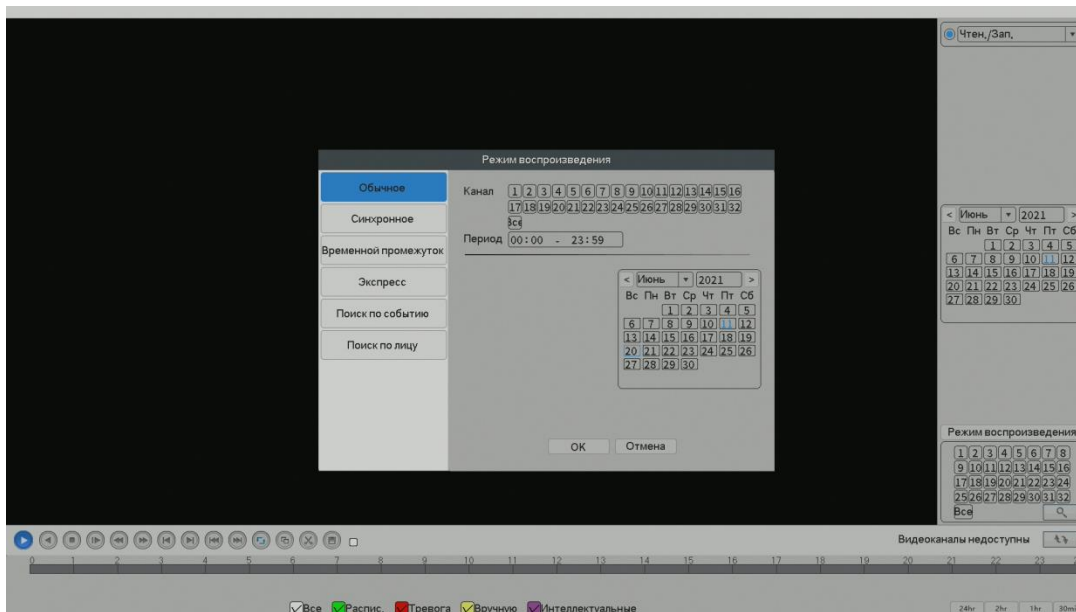 Чтен./Зап.
Режим воспроизведения
Обычное
Синхронное
Временной промежуток
Экспресс
Поиск по событию
Поиск по лицу
Канал
1 2 3 4 5 6 7 8 9 10 11 12 13 14 15 16
17 18 19 20 21 22 23 24 25 26 27 28 29 30 31 32
Все
Период 00:00 - 23:59
< Июнь 2021 >
Вс Пн Вт Ср Чт Пт Сб
1 2 3 4 5
6 7 8 9 10 11 12
13 14 15 16 17 18 19
20 21 22 23 24 25 26
27 28 29 30
ОК Отмена
< Июнь 2021 >
Вс Пн Вт Ср Чт Пт Сб
1 2 3 4 5
6 7 8 9 10 11 12
13 14 15 16 17 18 19
20 21 22 23 24 25 26
27 28 29 30
Режим воспроизведения
1 2 3 4 5 6 7 8
9 10 11 12 13 14 15 16
17 18 19 20 21 22 23 24
25 26 27 28 29 30 31 32
Все
Видеоканалы недоступны
0 1 2 3 4 5 6 7 8 9 10 11 12 13 14 15 16 17 18 19 20 21 22 23
Все Распис. Тревога Вручную Интеллектуальные
24hr 2hr 1hr 30m